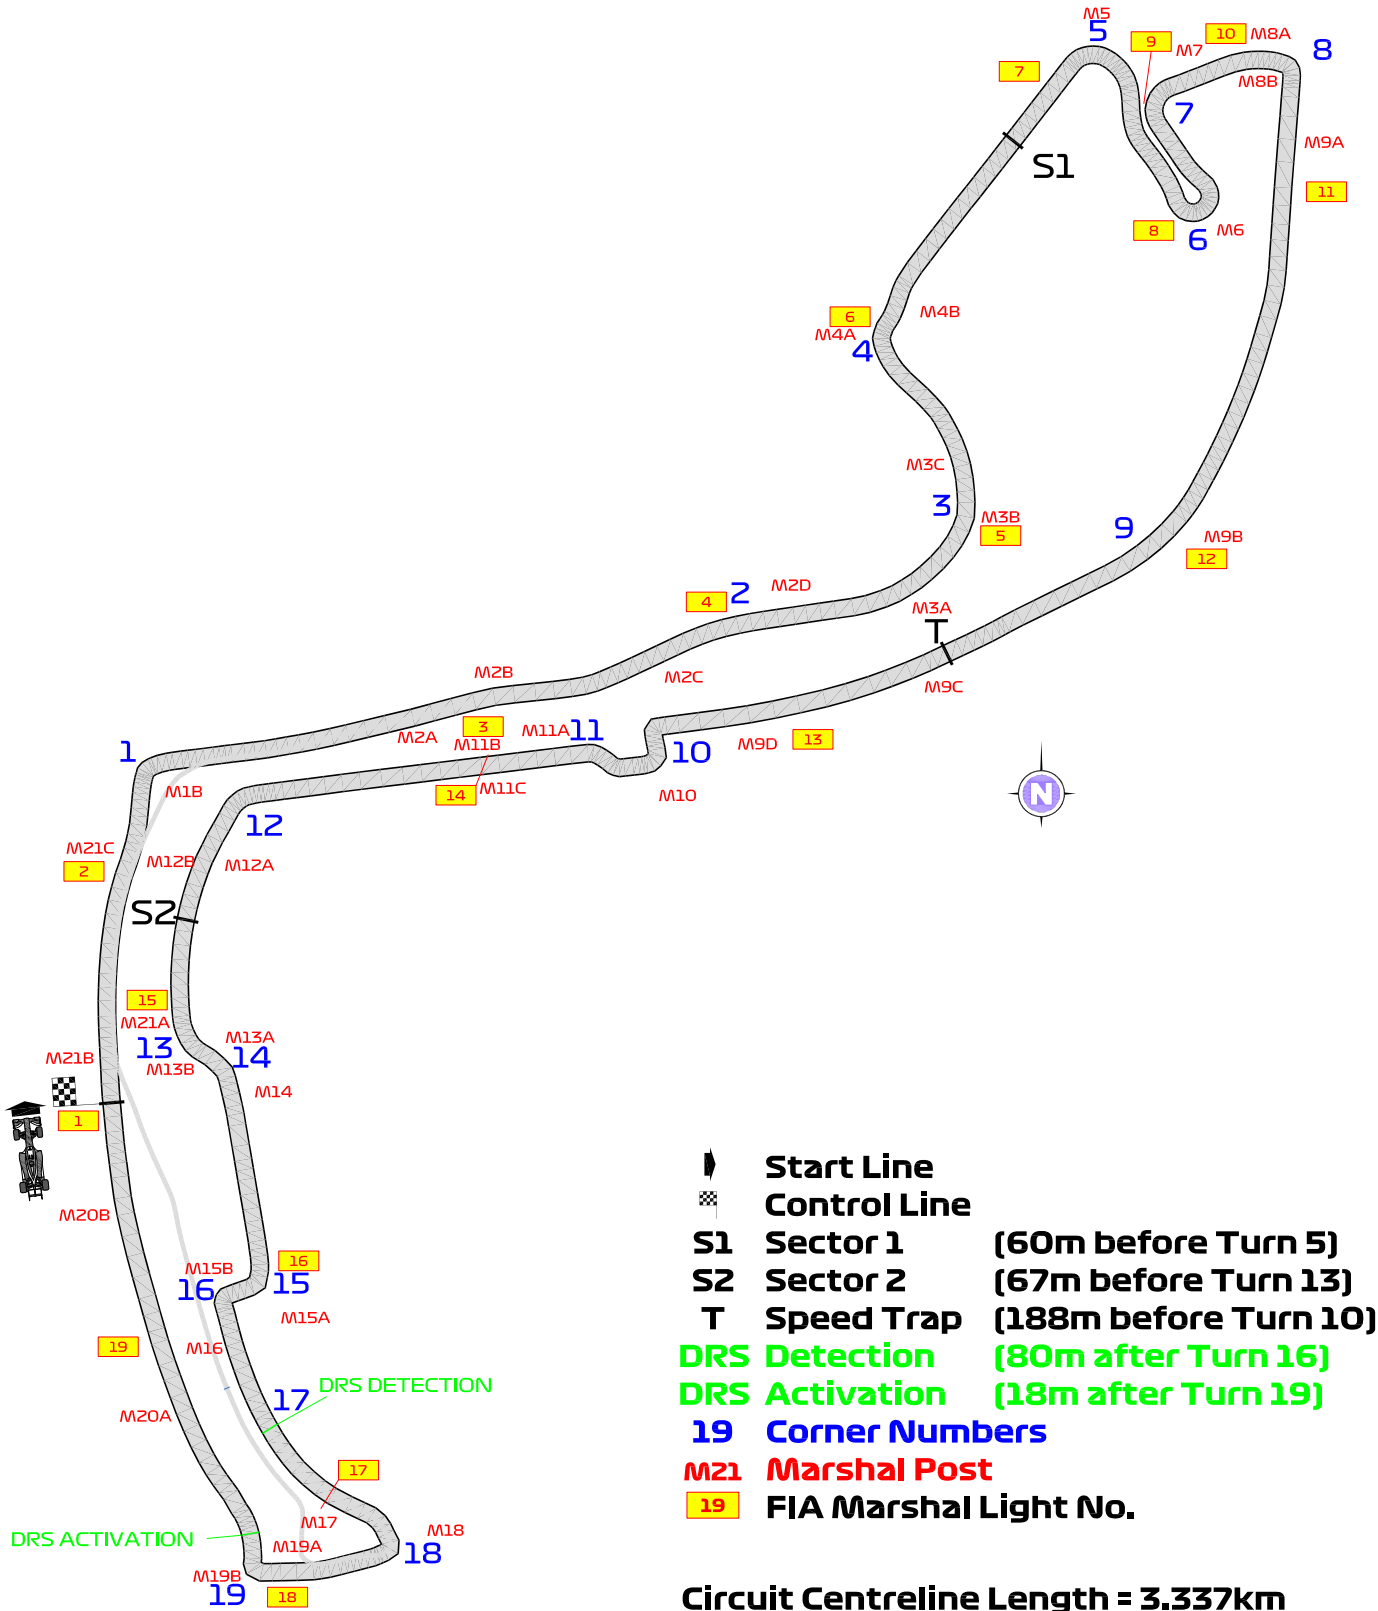 M5
5
9
10
M8A
8
M7
7
M8B
7
M9A
S1
11
8
M6
6
6
M4B
M4A
4
M3C
3
M3B
5
9
M9B
12
M2D
4
2
M3A
T
M2B
M2C
M9C
3
M11A
11
M2A
M11B
1
10
M9D
13
M1B
14
M11C
M10
N
12
M21C
2
M12B
M12A
S2
15
M21A
M13A
13
14
M21B
M13B
M14
1
M20B
16
M15B
16
15
M15A
19
M16
DRS DETECTION
17
M20A
17
M17
M18
DRS ACTIVATION
M19A
18
M19B
19
18
Start Line
Control Line
S1 Sector 1 (60m before Turn 5)
S2 Sector 2 (67m before Turn 13)
T Speed Trap (188m before Turn 10)
DRS Detection (80m after Turn 16)
DRS Activation (18m after Turn 19)
19 Corner Numbers
M21 Marshal Post
19 FIA Marshal Light No.
Circuit Centreline Length = 3.337km